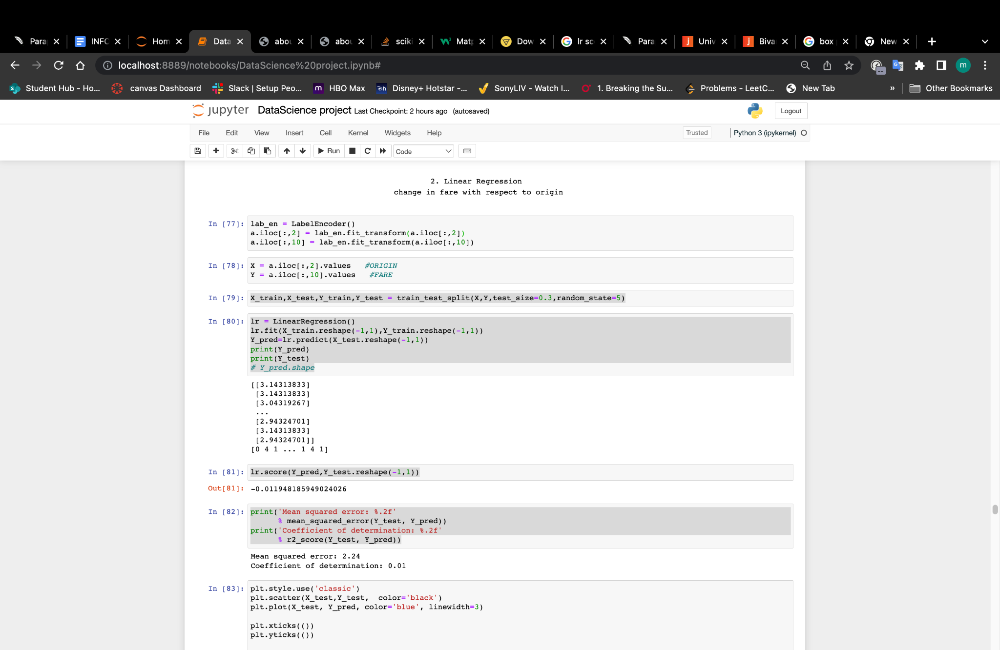 Para
INFO
Hom
Data
abou
abou
sciki
Matp
Dow
lr sc
Para
Univ
Biva
box
New
localhost:8889/notebooks/DataScience%20project.ipynb#
m
Student Hub - Ho...
canvas Dashboard
Slack | Setup Peo...
HBO Max
Disney+ Hotstar -...
SonyLIV - Watch I...
1. Breaking the Su...
Problems - LeetC...
New Tab
»
Other Bookmarks
jupyter DataScience project Last Checkpoint: 2 hours ago (autosaved)
Logout
File Edit View Insert Cell Kernel Widgets Help
Trusted
Python 3 (ipykernel)
Run
Code
2. Linear Regression
change in fare with respect to origin
In [77]: lab_en = LabelEncoder()
a.iloc[:,2] = lab_en.fit_transform(a.iloc[:,2])
a.iloc[:,10] = lab_en.fit_transform(a.iloc[:,10])
In [78]: X = a.iloc[:,2].values #ORIGIN
Y = a.iloc[:,10].values #FARE
In [79]: X_train,X_test,Y_train,Y_test = train_test_split(X,Y,test_size=0.3,random_state=5)
In [80]: lr = LinearRegression()
lr.fit(X_train.reshape(-1,1),Y_train.reshape(-1,1))
Y_pred=lr.predict(X_test.reshape(-1,1))
print(Y_pred)
print(Y_test)
# Y_pred.shape
[[3.14313833]
[3.14313833]
[3.04319267]
...
[2.94324701]
[3.14313833]
[2.94324701]]
[0 4 1 ... 1 4 1]
In [81]: lr.score(Y_pred,Y_test.reshape(-1,1))
Out[81]: -0.011948185949024026
In [82]: print('Mean squared error: %.2f'
% mean_squared_error(Y_test, Y_pred))
print('Coefficient of determination: %.2f'
% r2_score(Y_test, Y_pred))
Mean squared error: 2.24
Coefficient of determination: 0.01
In [83]: plt.style.use('classic')
plt.scatter(X_test,Y_test, color='black')
plt.plot(X_test, Y_pred, color='blue', linewidth=3)
plt.xticks(())
plt.yticks(())